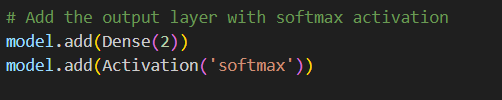 # Add the output layer with softmax activation
model.add(Dense(2))
model.add(Activation('softmax'))